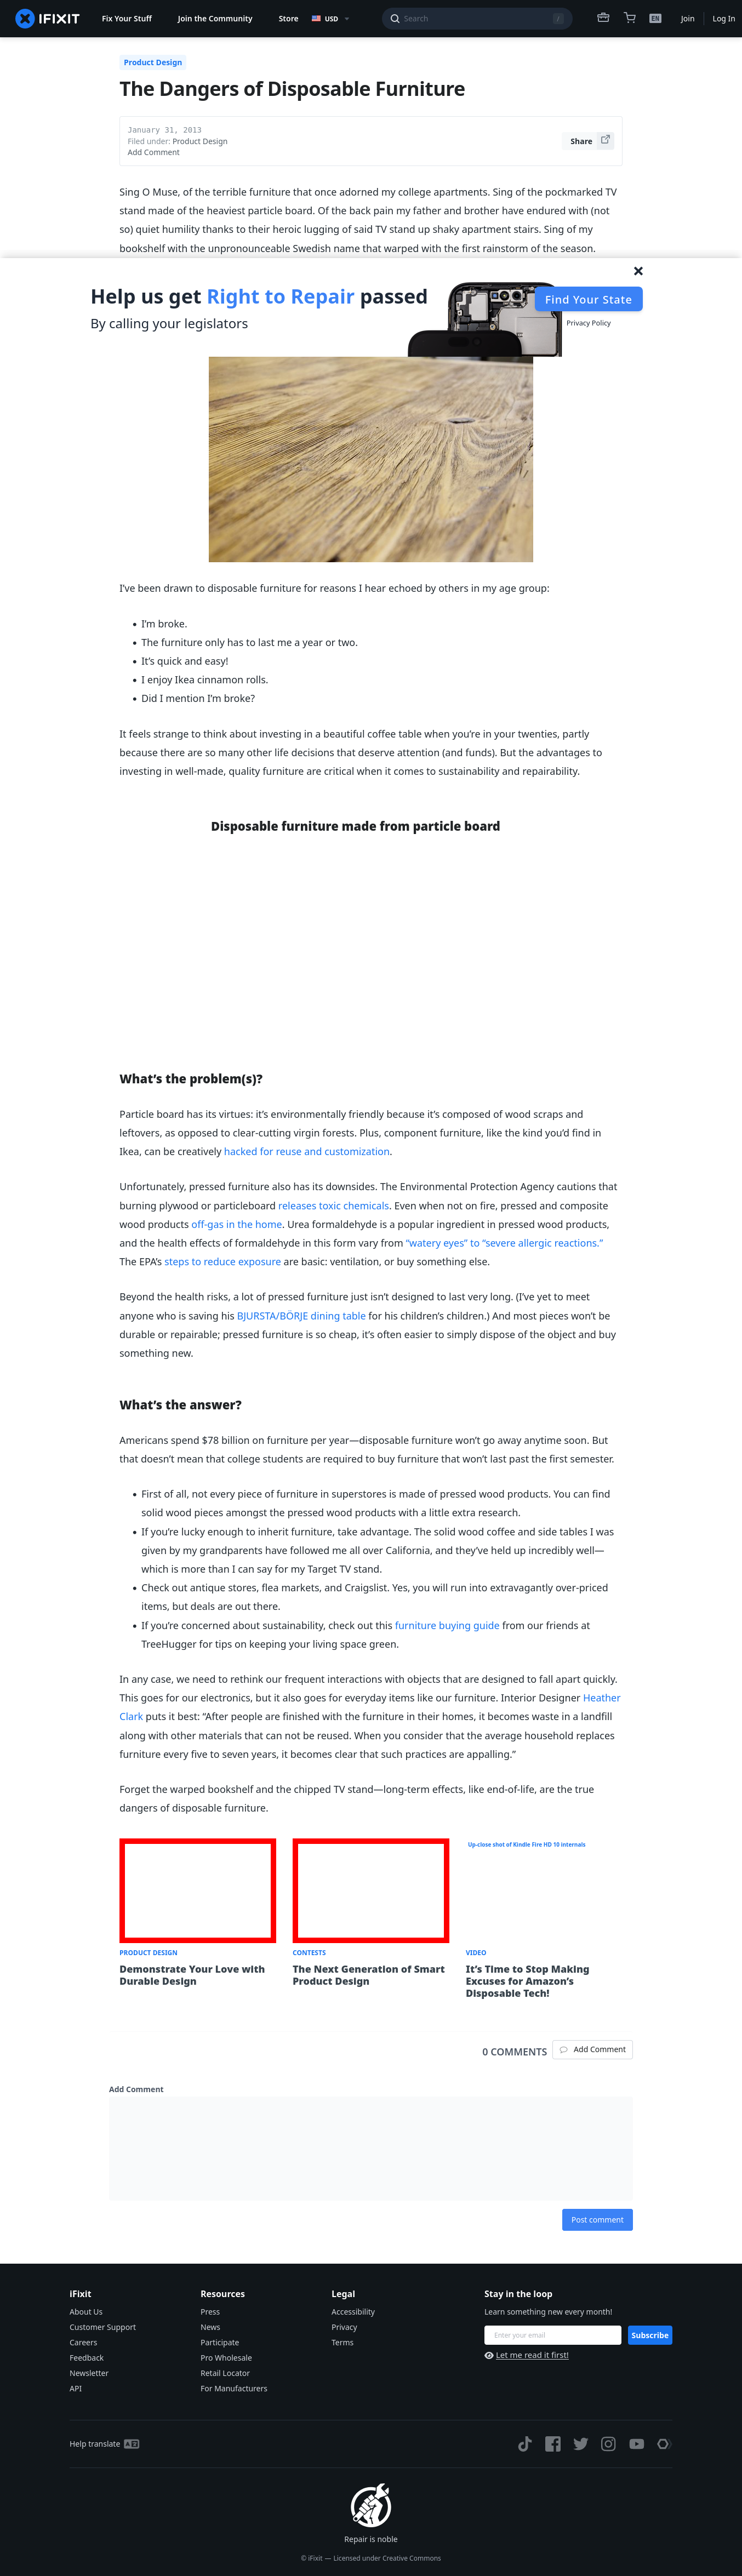 IFIXIT
Fix Your Stuff
Join the Community
Store
USD
Search
/
EN
Join
Log In
Product Design
The Dangers of Disposable Furniture
January 31, 2013
Filed under: Product Design
Add Comment
Share
Sing O Muse, of the terrible furniture that once adorned my college apartments. Sing of the pockmarked TV
stand made of the heaviest particle board. Of the back pain my father and brother have endured with (not
so) quiet humility thanks to their heroic lugging of said TV stand up shaky apartment stairs. Sing of my
bookshelf with the unpronounceable Swedish name that warped with the first rainstorm of the season.
Help us get Right to Repair passed
By calling your legislators
Find Your State
Privacy Policy
I’ve been drawn to disposable furniture for reasons I hear echoed by others in my age group:
I’m broke.
The furniture only has to last me a year or two.
It’s quick and easy!
I enjoy Ikea cinnamon rolls.
Did I mention I’m broke?
It feels strange to think about investing in a beautiful coffee table when you’re in your twenties, partly
because there are so many other life decisions that deserve attention (and funds). But the advantages to
investing in well-made, quality furniture are critical when it comes to sustainability and repairability.
Disposable furniture made from particle board
What’s the problem(s)?
Particle board has its virtues: it’s environmentally friendly because it’s composed of wood scraps and
leftovers, as opposed to clear-cutting virgin forests. Plus, component furniture, like the kind you’d find in
Ikea, can be creatively hacked for reuse and customization.
Unfortunately, pressed furniture also has its downsides. The Environmental Protection Agency cautions that
burning plywood or particleboard releases toxic chemicals. Even when not on fire, pressed and composite
wood products off-gas in the home. Urea formaldehyde is a popular ingredient in pressed wood products,
and the health effects of formaldehyde in this form vary from “watery eyes” to “severe allergic reactions.”
The EPA’s steps to reduce exposure are basic: ventilation, or buy something else.
Beyond the health risks, a lot of pressed furniture just isn’t designed to last very long. (I’ve yet to meet
anyone who is saving his BJURSTA/BÖRJE dining table for his children’s children.) And most pieces won’t be
durable or repairable; pressed furniture is so cheap, it’s often easier to simply dispose of the object and buy
something new.
What’s the answer?
Americans spend $78 billion on furniture per year—disposable furniture won’t go away anytime soon. But
that doesn’t mean that college students are required to buy furniture that won’t last past the first semester.
First of all, not every piece of furniture in superstores is made of pressed wood products. You can find
solid wood pieces amongst the pressed wood products with a little extra research.
If you’re lucky enough to inherit furniture, take advantage. The solid wood coffee and side tables I was
given by my grandparents have followed me all over California, and they’ve held up incredibly well—
which is more than I can say for my Target TV stand.
Check out antique stores, flea markets, and Craigslist. Yes, you will run into extravagantly over-priced
items, but deals are out there.
If you’re concerned about sustainability, check out this furniture buying guide from our friends at
TreeHugger for tips on keeping your living space green.
In any case, we need to rethink our frequent interactions with objects that are designed to fall apart quickly.
This goes for our electronics, but it also goes for everyday items like our furniture. Interior Designer Heather
Clark puts it best: “After people are finished with the furniture in their homes, it becomes waste in a landfill
along with other materials that can not be reused. When you consider that the average household replaces
furniture every five to seven years, it becomes clear that such practices are appalling.”
Forget the warped bookshelf and the chipped TV stand—long-term effects, like end-of-life, are the true
dangers of disposable furniture.
Up-close shot of Kindle Fire HD 10 internals
PRODUCT DESIGN
Demonstrate Your Love with
Durable Design
CONTESTS
The Next Generation of Smart
Product Design
VIDEO
It’s Time to Stop Making
Excuses for Amazon’s
Disposable Tech!
0 COMMENTS
Add Comment
Add Comment
Post comment
iFixit
About Us
Customer Support
Careers
Feedback
Newsletter
API
Resources
Press
News
Participate
Pro Wholesale
Retail Locator
For Manufacturers
Legal
Accessibility
Privacy
Terms
Stay in the loop
Learn something new every month!
Enter your email
Subscribe
Let me read it first!
Help translate
Repair is noble
© iFixit — Licensed under Creative Commons